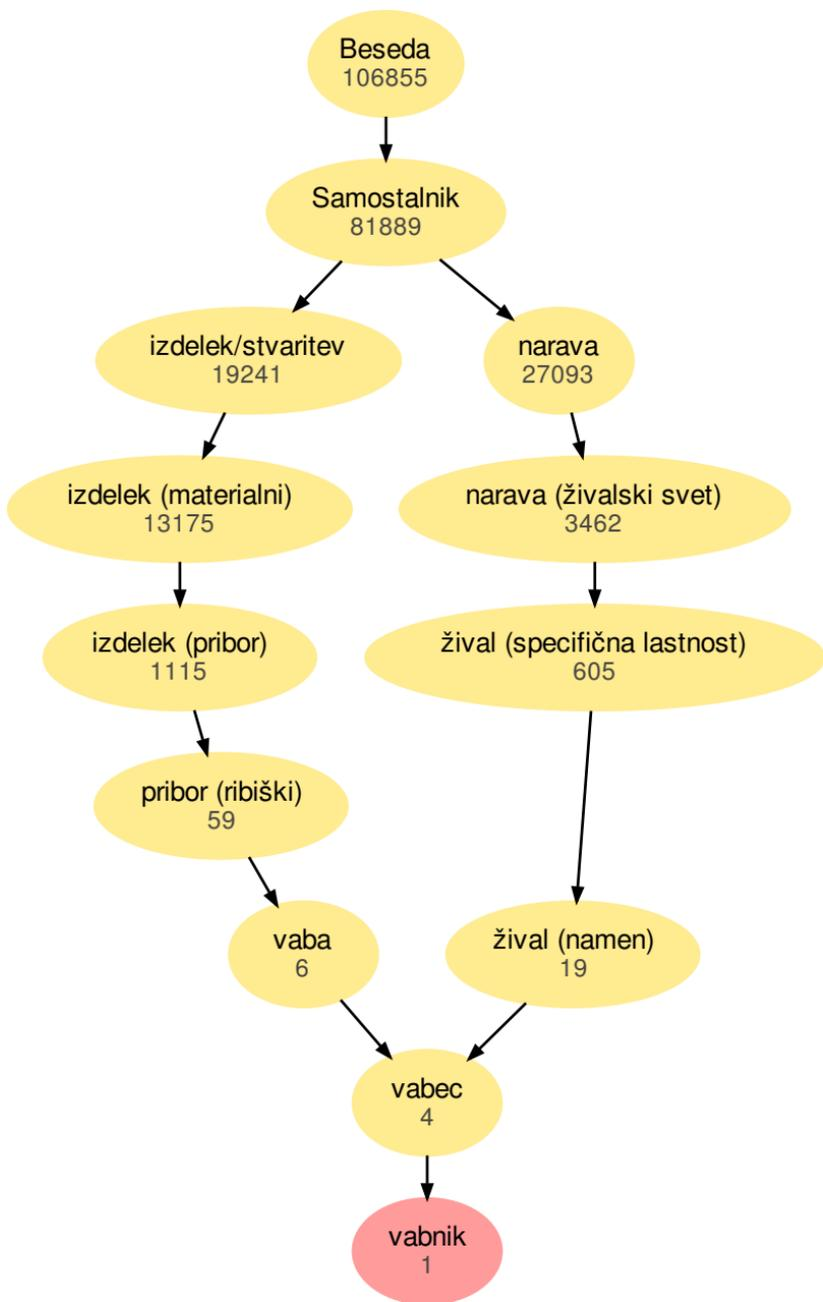 Beseda
106855
Samostalnik
81889
izdelek/stvaritev
19241
narava
27093
izdelek (materialni)
13175
narava (živalski svet)
3462
izdelek (pribor)
1115
žival (specifična lastnost)
605
pribor (ribiški)
59
vaba
6
žival (namen)
19
vabec
4
vabnik
1